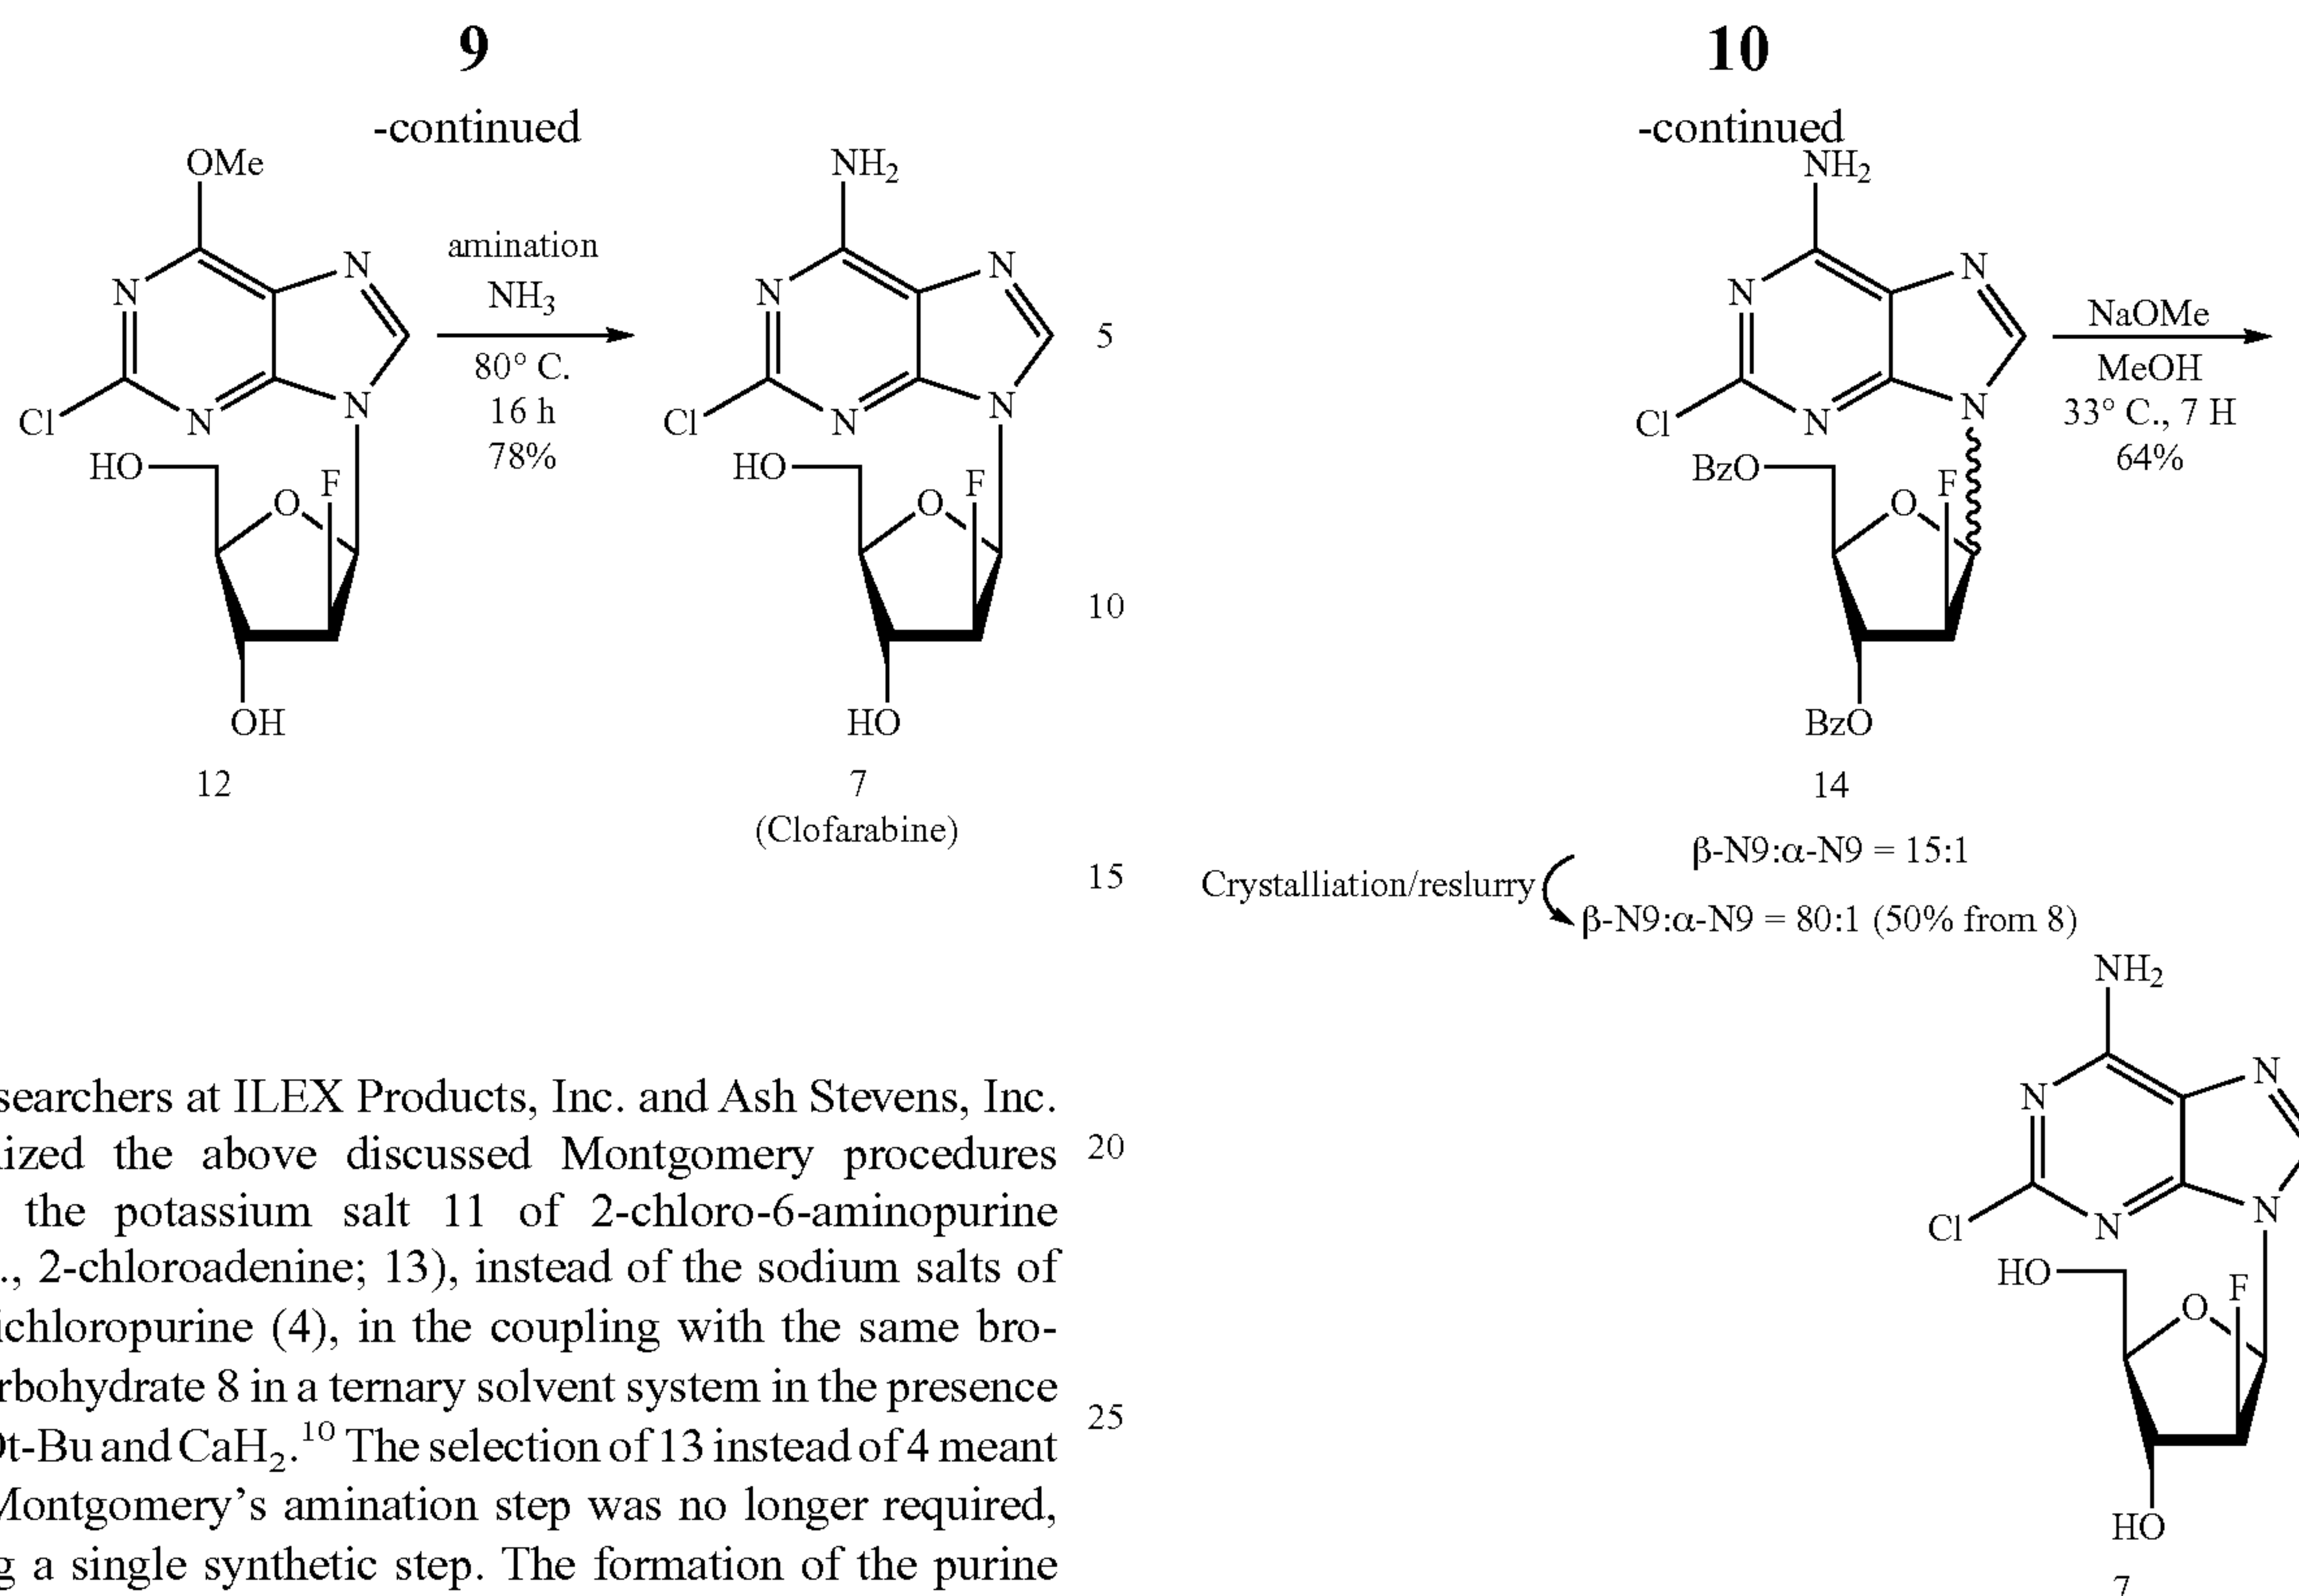 9
-continued
OMe
N
N
N
N
Cl
HO
F
O
OH
12
amination
NH3
80° C.
16 h
78%
NH2
N
N
N
N
Cl
HO
F
O
HO
7
(Clofarabine)
searchers at ILEX Products, Inc. and Ash Stevens, Inc.
ized the above discussed Montgomery procedures
the potassium salt 11 of 2-chloro-6-aminopurine
., 2-chloroadenine; 13), instead of the sodium salts of
ichloropurine (4), in the coupling with the same bro-
rbohydrate 8 in a ternary solvent system in the presence
Ot-Bu and CaH2.10 The selection of 13 instead of 4 meant
Montgomery's amination step was no longer required,
g a single synthetic step. The formation of the purine
5
10
15
20
25
10
-continued
NH2
N
N
N
N
Cl
BzO
F
O
BzO
14
NaOMe
MeOH
33° C., 7 H
64%
β-N9:α-N9 = 15:1
Crystalliation/reslurry
β-N9:α-N9 = 80:1 (50% from 8)
NH2
N
N
N
N
Cl
HO
F
O
HO
7